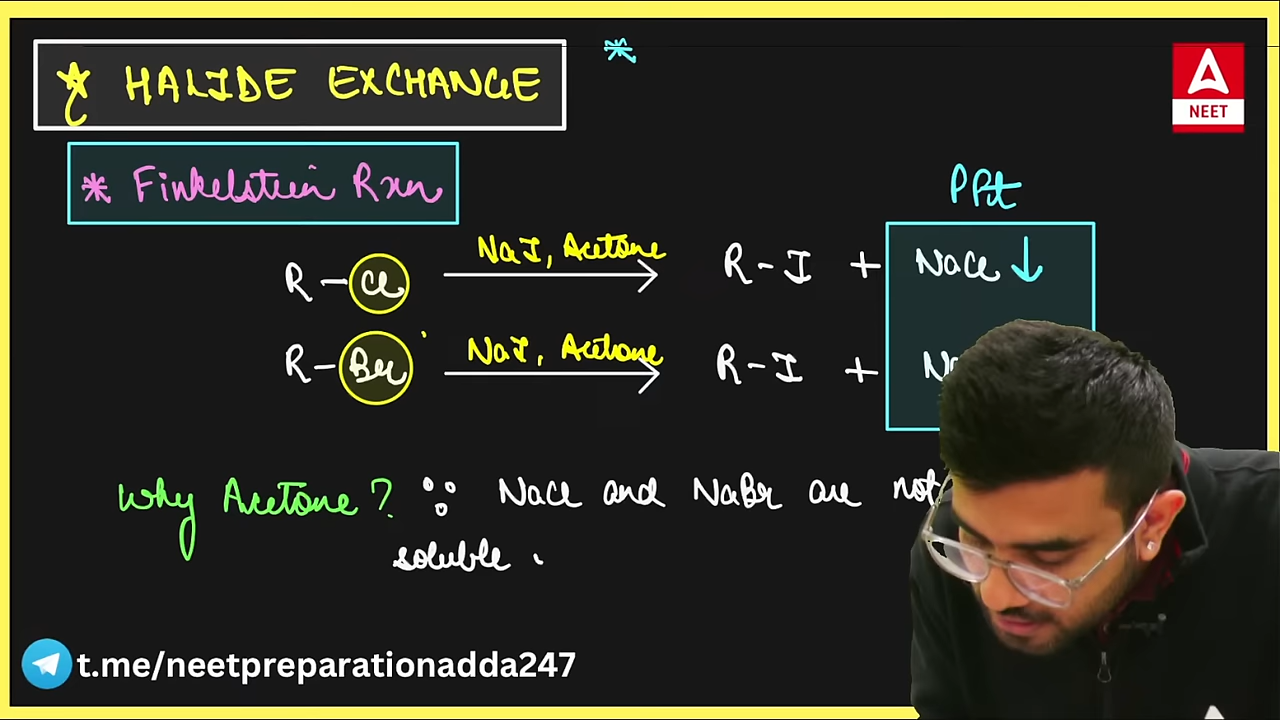 ☆ HALIDE EXCHANGE
*
NEET
* Finkelstein Rxn
PPt
R-Cl NaI, Acetone R-I + NaCl ↓
R-Br NaI, Acetone R-I +
Why Acetone? ∵ NaCl and NaBr are not
soluble
t.me/neetpreparationadda247